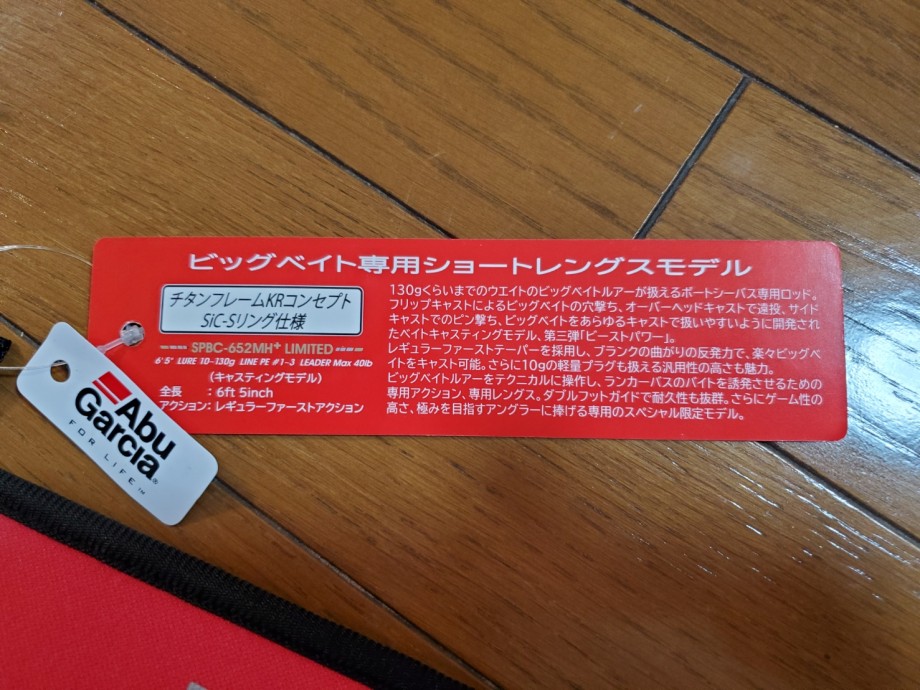 ビッグベイト専用ショートレングスモデル
チタンフレームKRコンセプト
SiC-Sリング仕様
SPBC-652MH+ LIMITED
6'5" LURE 10-130g LINE PE #1-3 LEADER Max 40lb
(キャスティングモデル)
全長 : 6ft 5inch
アクション: レギュラーファーストアクション
130gくらいまでのウエイトのビッグベイトルアーが扱えるボートシーバス専用ロッド。
フリップキャストによるビッグベイトの穴撃ち、オーバーヘッドキャストで遠投、サイド
キャストでのピン撃ち、ビッグベイトをあらゆるキャストで扱いやすいように開発され
たベイトキャスティングモデル、第三弾「ビーストパワー」。
レギュラーファーストテーパーを採用し、ブランクの曲がりの反発力で、楽々ビッグベ
イトをキャスト可能。さらに10gの軽量プラグも扱える汎用性の高さも魅力。
ビッグベイトルアーをテクニカルに操作し、ランカーバスのバイトを誘発させるための
専用アクション、専用レングス。ダブルフットガイドで耐久性も抜群。さらにゲーム性の
高さ、極みを目指すアングラーに捧げる専用のスペシャル限定モデル。
Abu
Garcia®
FOR LIFE™